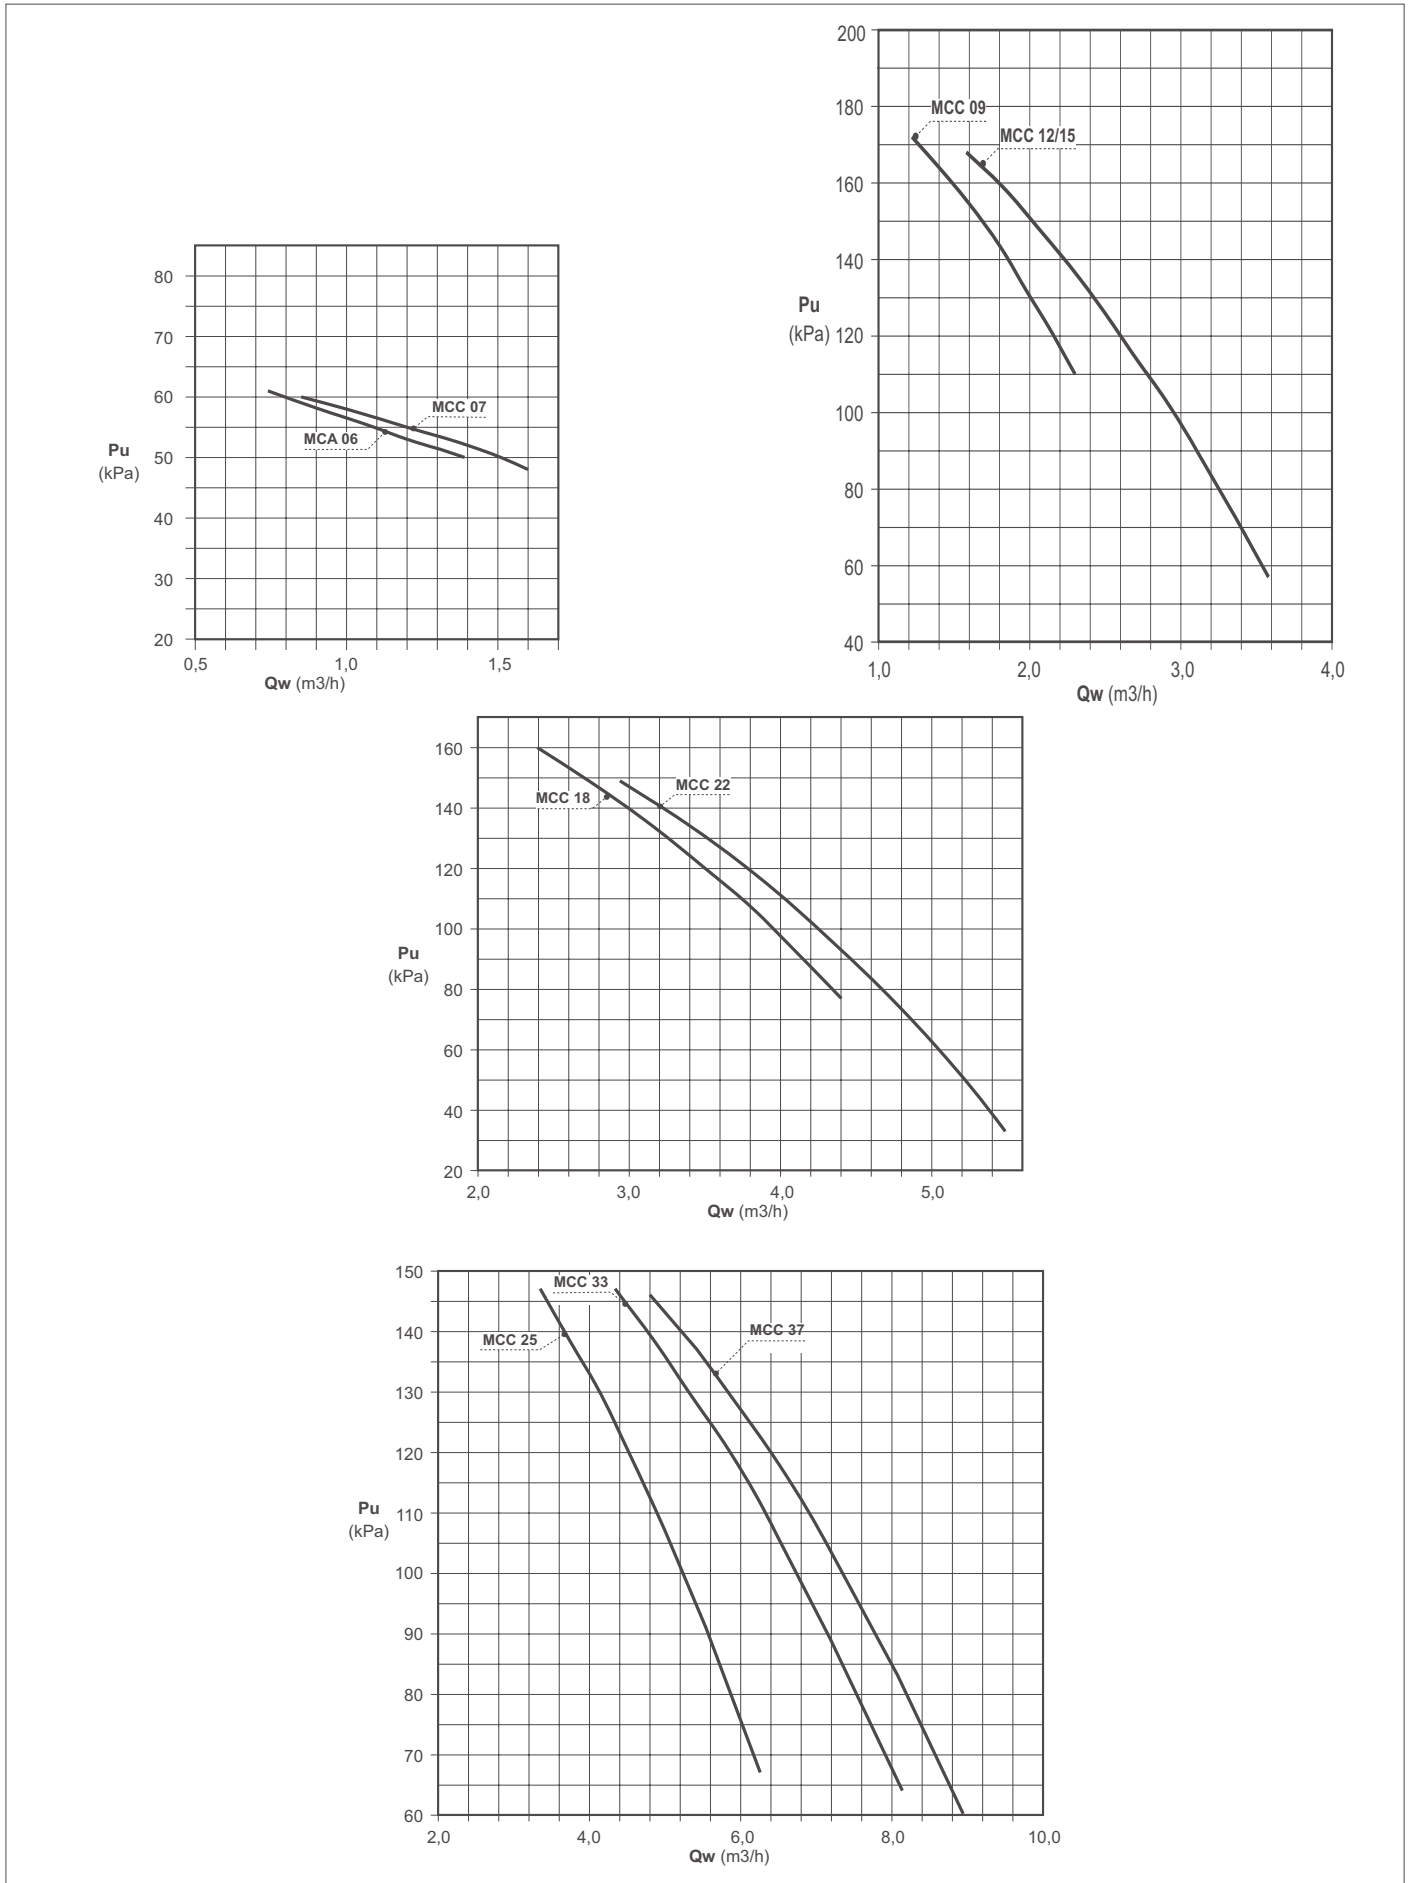 200
180
160
140
120
100
80
60
40
Pu
(kPa)
MCC 09
MCC 12/15
1,0
2,0
3,0
4,0
Qw (m3/h)
80
70
60
50
40
30
20
Pu
(kPa)
MCC 07
MCA 06
0,5
1,0
1,5
Qw (m3/h)
160
140
120
100
80
60
40
20
Pu
(kPa)
MCC 22
MCC 18
2,0
3,0
4,0
5,0
Qw (m3/h)
150
140
130
120
110
100
90
80
70
60
Pu
(kPa)
MCC 33
MCC 37
MCC 25
2,0
4,0
6,0
8,0
10,0
Qw (m3/h)